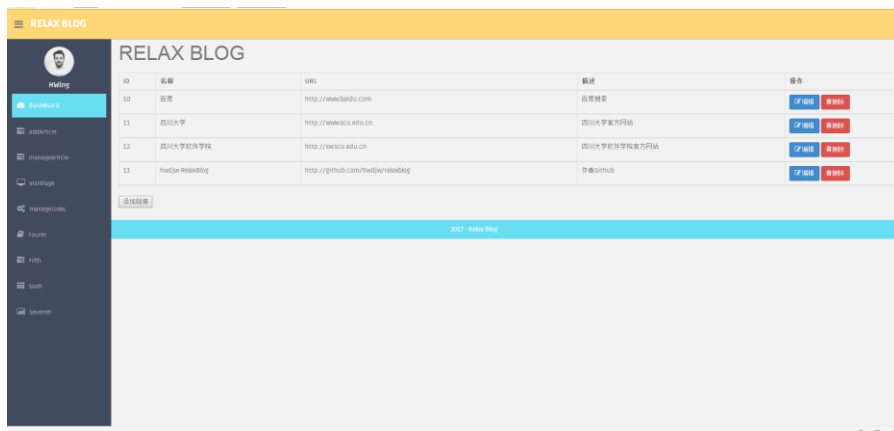 RELAX BLOG
HWing
Dashboard
addarticle
managearticle
VisitPage
manageLinks
Fourth
Fifth
Sixth
Seventh
RELAX BLOG
ID 名称 URL 描述 操作
10 百度 http://www.baidu.com 百度搜索 编辑 删除
11 四川大学 http://www.scu.edu.cn 四川大学官方网站 编辑 删除
12 四川大学软件学院 http://sw.scu.edu.cn 四川大学软件学院官方网站 编辑 删除
13 hwdjw-RelaxBlog http://github.com/hwdjw/relaxblog 作者Github 编辑 删除
添加链接
2017 - Relax Blog